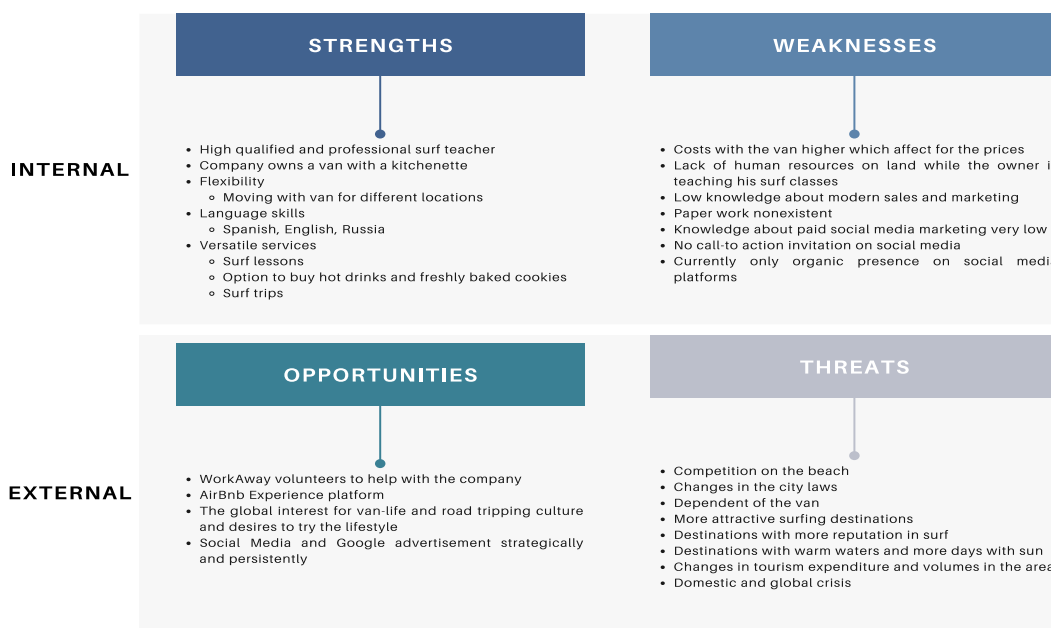 STRENGTHS
WEAKNESSES
INTERNAL
• High qualified and professional surf teacher
• Company owns a van with a kitchenette
• Flexibility
◦ Moving with van for different locations
• Language skills
◦ Spanish, English, Russia
• Versatile services
◦ Surf lessons
◦ Option to buy hot drinks and freshly baked cookies
◦ Surf trips
• Costs with the van higher which affect for the prices
• Lack of human resources on land while the owner i
teaching his surf classes
• Low knowledge about modern sales and marketing
• Paper work nonexistent
• Knowledge about paid social media marketing very low
• No call-to action invitation on social media
• Currently only organic presence on social medi
platforms
OPPORTUNITIES
THREATS
EXTERNAL
• WorkAway volunteers to help with the company
• AirBnb Experience platform
• The global interest for van-life and road tripping culture
and desires to try the lifestyle
• Social Media and Google advertisement strategically
and persistently
• Competition on the beach
• Changes in the city laws
• Dependent of the van
• More attractive surfing destinations
• Destinations with more reputation in surf
• Destinations with warm waters and more days with sun
• Changes in tourism expenditure and volumes in the area
• Domestic and global crisis